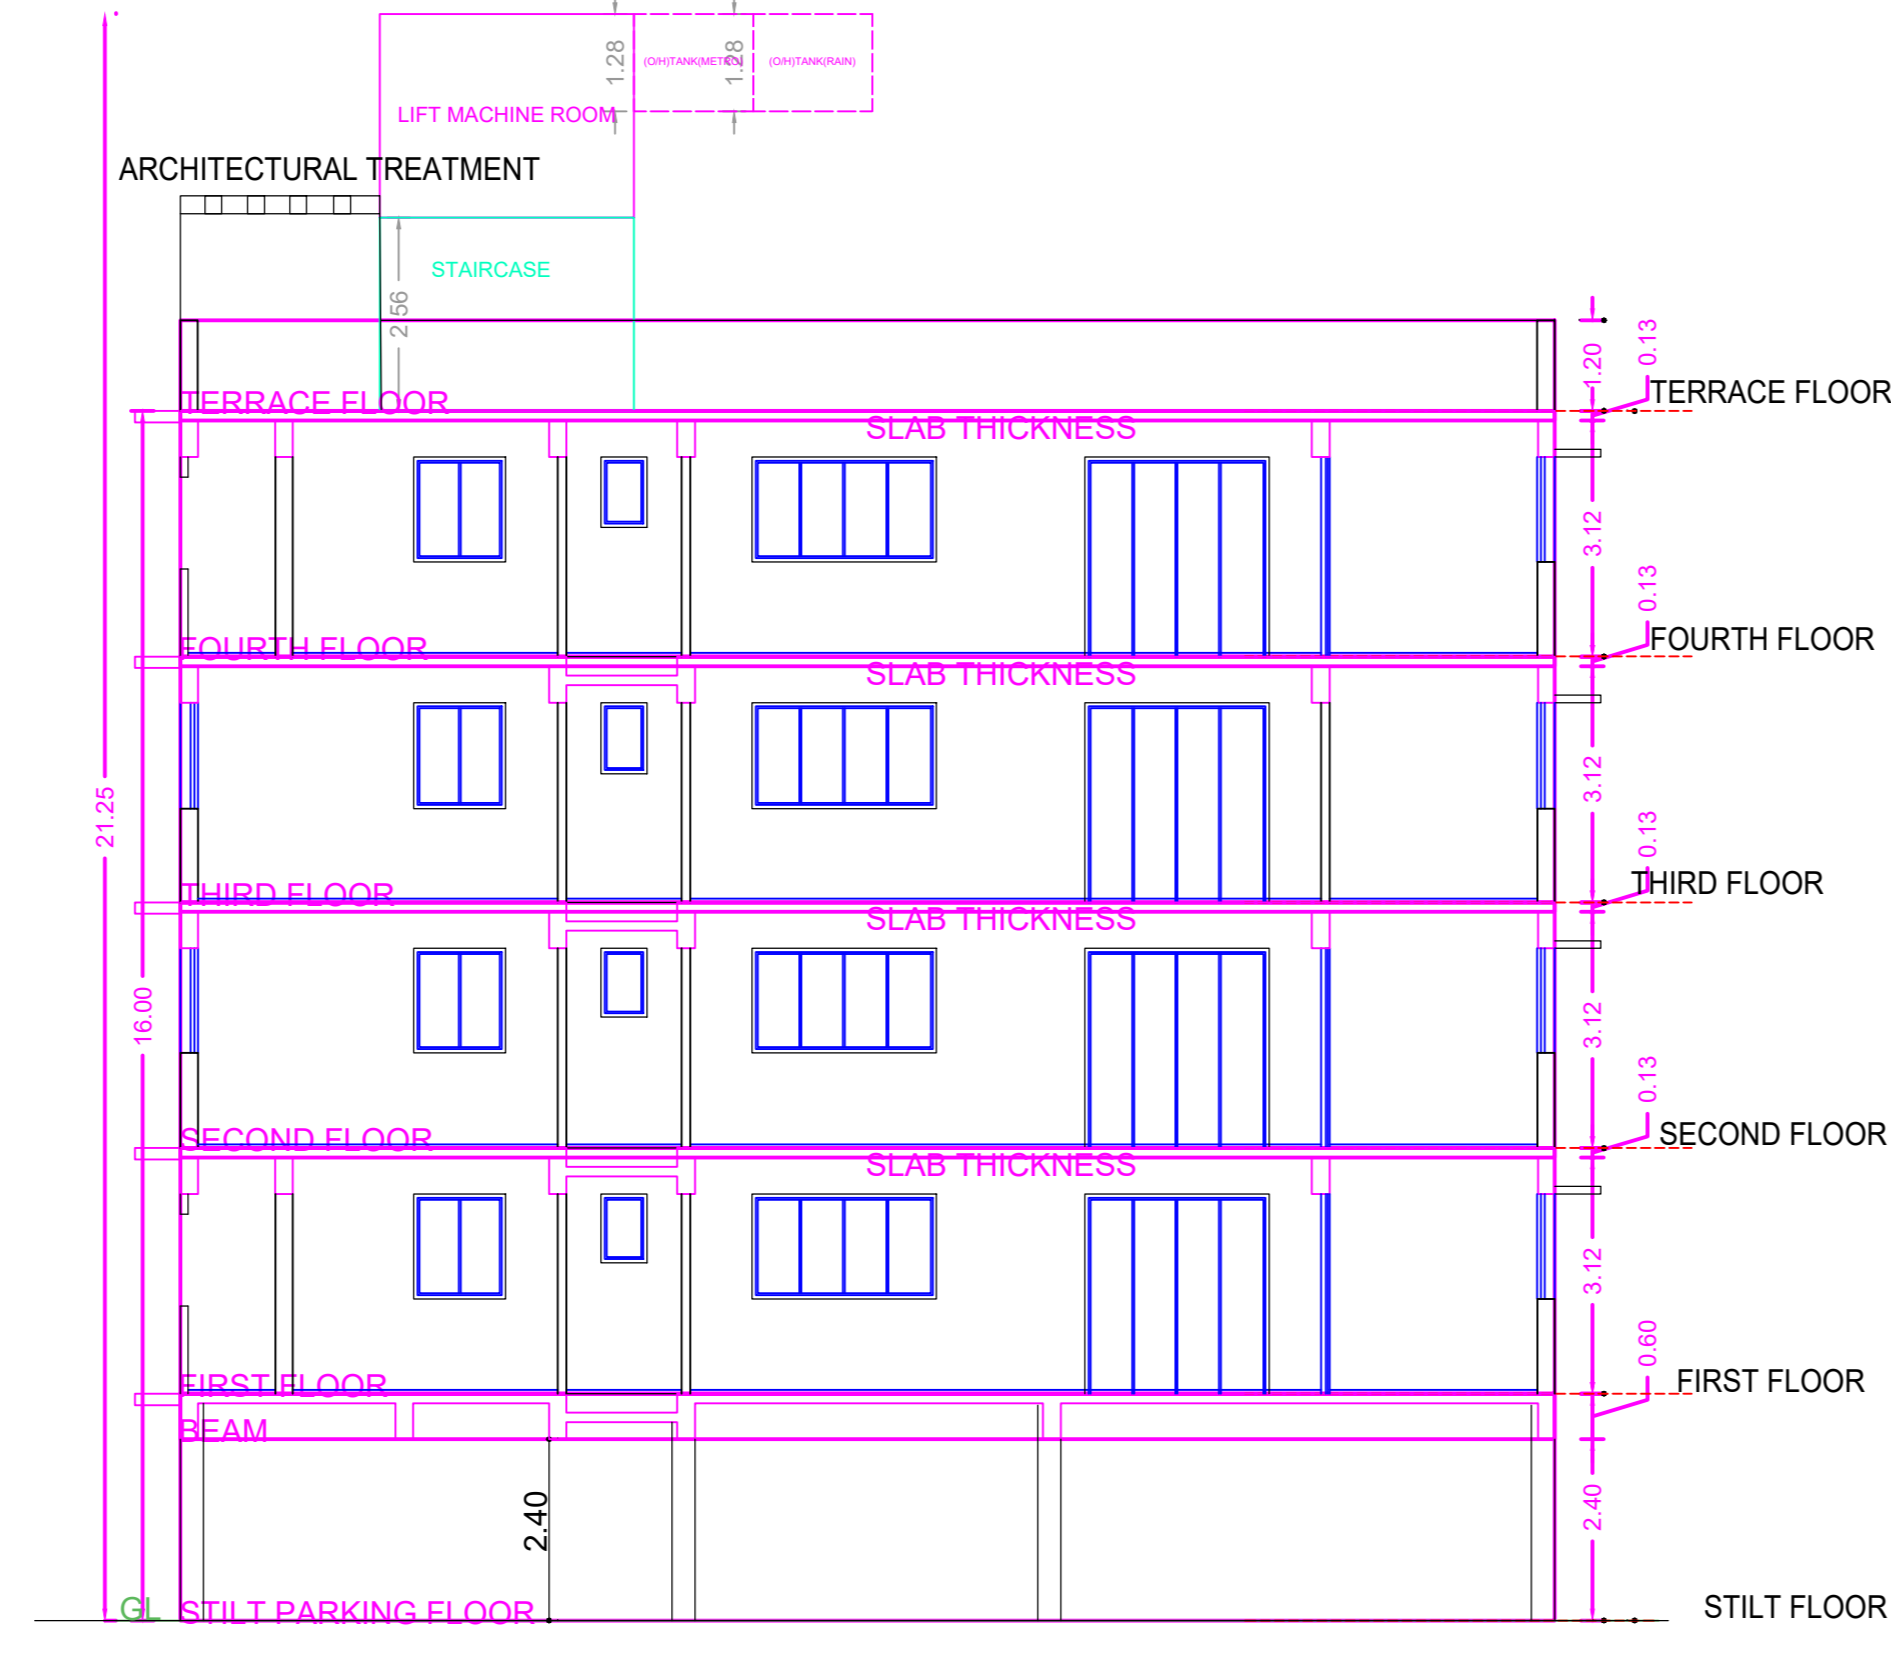 1.28
(O/H)TANK(METRO)
1.28
(O/H)TANK(RAIN)
LIFT MACHINE ROOM
ARCHITECTURAL TREATMENT
STAIRCASE
2.56
1.20
0.13
TERRACE FLOOR
TERRACE FLOOR
SLAB THICKNESS
3.12
0.13
FOURTH FLOOR
FOURTH FLOOR
SLAB THICKNESS
3.12
21.25
0.13
THIRD FLOOR
THIRD FLOOR
SLAB THICKNESS
16.00
3.12
0.13
SECOND FLOOR
SECOND FLOOR
SLAB THICKNESS
3.12
0.60
FIRST FLOOR
FIRST FLOOR
BEAM
2.40
2.40
GL
STILT PARKING FLOOR
STILT FLOOR